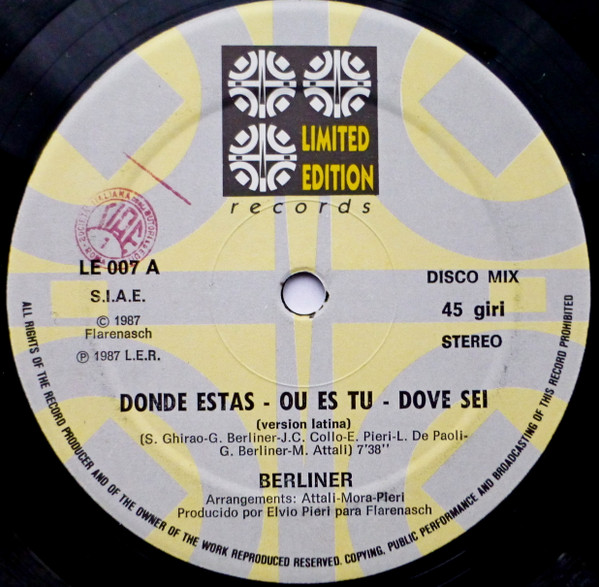 LIMITED
EDITION
records
LE 007 A
S.I.A.E.
© 1987
Flarenasch
℗ 1987 L.E.R.
DISCO MIX
45 giri
STEREO
DONDE ESTAS - OU ES TU - DOVE SEI
(version latina)
(S. Ghirao-G. Berliner-J.C. Collo-E. Pieri-L. De Paoli-
G. Berliner-M. Attali) 7'38''
BERLINER
Arrangements: Attali-Mora-Pieri
Producido por Elvio Pieri para Flarenasch
ALL RIGHTS OF THE RECORD PRODUCER AND OF THE OWNER OF THE WORK REPRODUCED RESERVED. COPYING, PUBLIC PERFORMANCE AND BROADCASTING OF THIS RECORD PROHIBITED